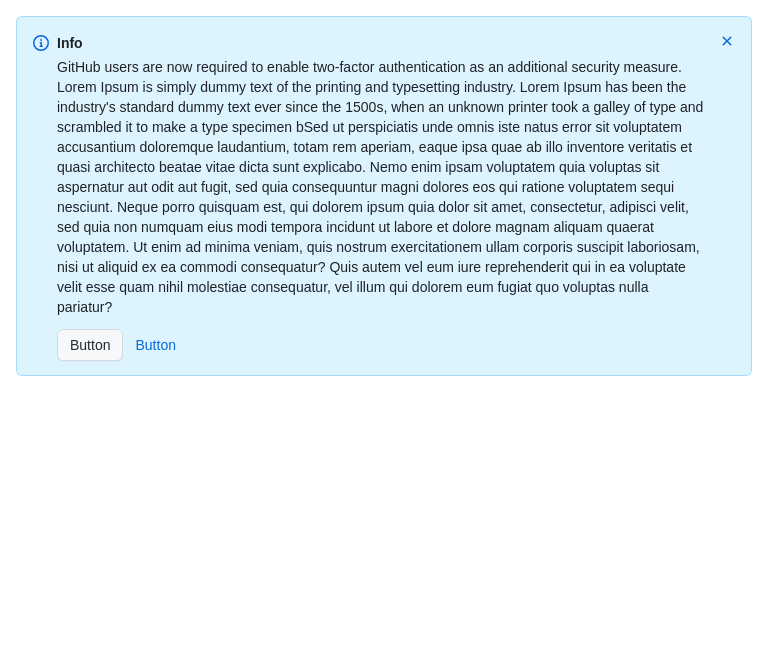 Info
GitHub users are now required to enable two-factor authentication as an additional security measure.
Lorem Ipsum is simply dummy text of the printing and typesetting industry. Lorem Ipsum has been the
industry's standard dummy text ever since the 1500s, when an unknown printer took a galley of type and
scrambled it to make a type specimen bSed ut perspiciatis unde omnis iste natus error sit voluptatem
accusantium doloremque laudantium, totam rem aperiam, eaque ipsa quae ab illo inventore veritatis et
quasi architecto beatae vitae dicta sunt explicabo. Nemo enim ipsam voluptatem quia voluptas sit
aspernatur aut odit aut fugit, sed quia consequuntur magni dolores eos qui ratione voluptatem sequi
nesciunt. Neque porro quisquam est, qui dolorem ipsum quia dolor sit amet, consectetur, adipisci velit,
sed quia non numquam eius modi tempora incidunt ut labore et dolore magnam aliquam quaerat
voluptatem. Ut enim ad minima veniam, quis nostrum exercitationem ullam corporis suscipit laboriosam,
nisi ut aliquid ex ea commodi consequatur? Quis autem vel eum iure reprehenderit qui in ea voluptate
velit esse quam nihil molestiae consequatur, vel illum qui dolorem eum fugiat quo voluptas nulla
pariatur?
Button Button